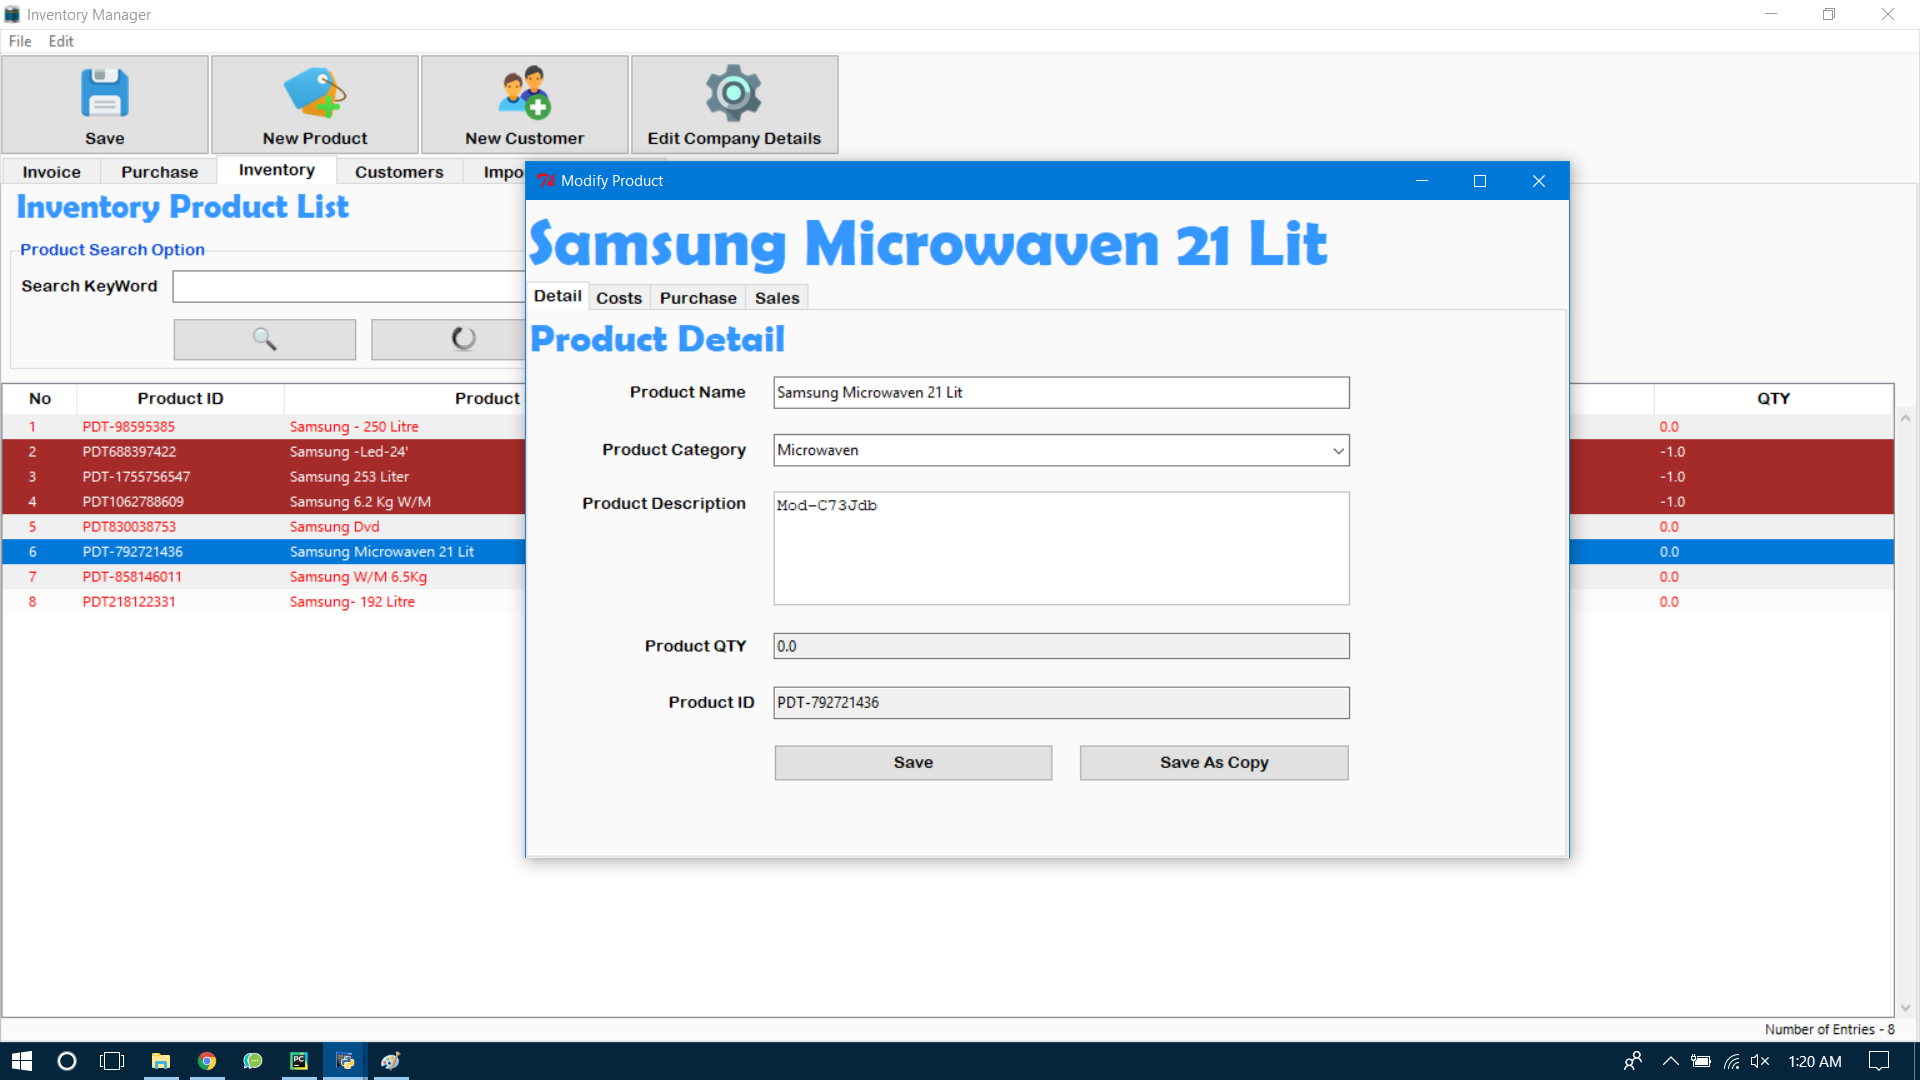 Inventory Manager
File Edit
Save New Product New Customer Edit Company Details
Invoice Purchase Inventory Customers Impo
Inventory Product List
Product Search Option
Search KeyWord
No Product ID Product QTY
1 PDT-98595385 Samsung - 250 Litre 0.0
2 PDT688397422 Samsung -Led-24' -1.0
3 PDT-1755756547 Samsung 253 Liter -1.0
4 PDT1062788609 Samsung 6.2 Kg W/M -1.0
5 PDT830038753 Samsung Dvd 0.0
6 PDT-792721436 Samsung Microwaven 21 Lit 0.0
7 PDT-858146011 Samsung W/M 6.5Kg 0.0
8 PDT218122331 Samsung- 192 Litre 0.0
Modify Product
Samsung Microwaven 21 Lit
Detail Costs Purchase Sales
Product Detail
Product Name Samsung Microwaven 21 Lit
Product Category Microwaven
Product Description Mod-C73Jdb
Product QTY 0.0
Product ID PDT-792721436
Save Save As Copy
Number of Entries - 8
1:20 AM